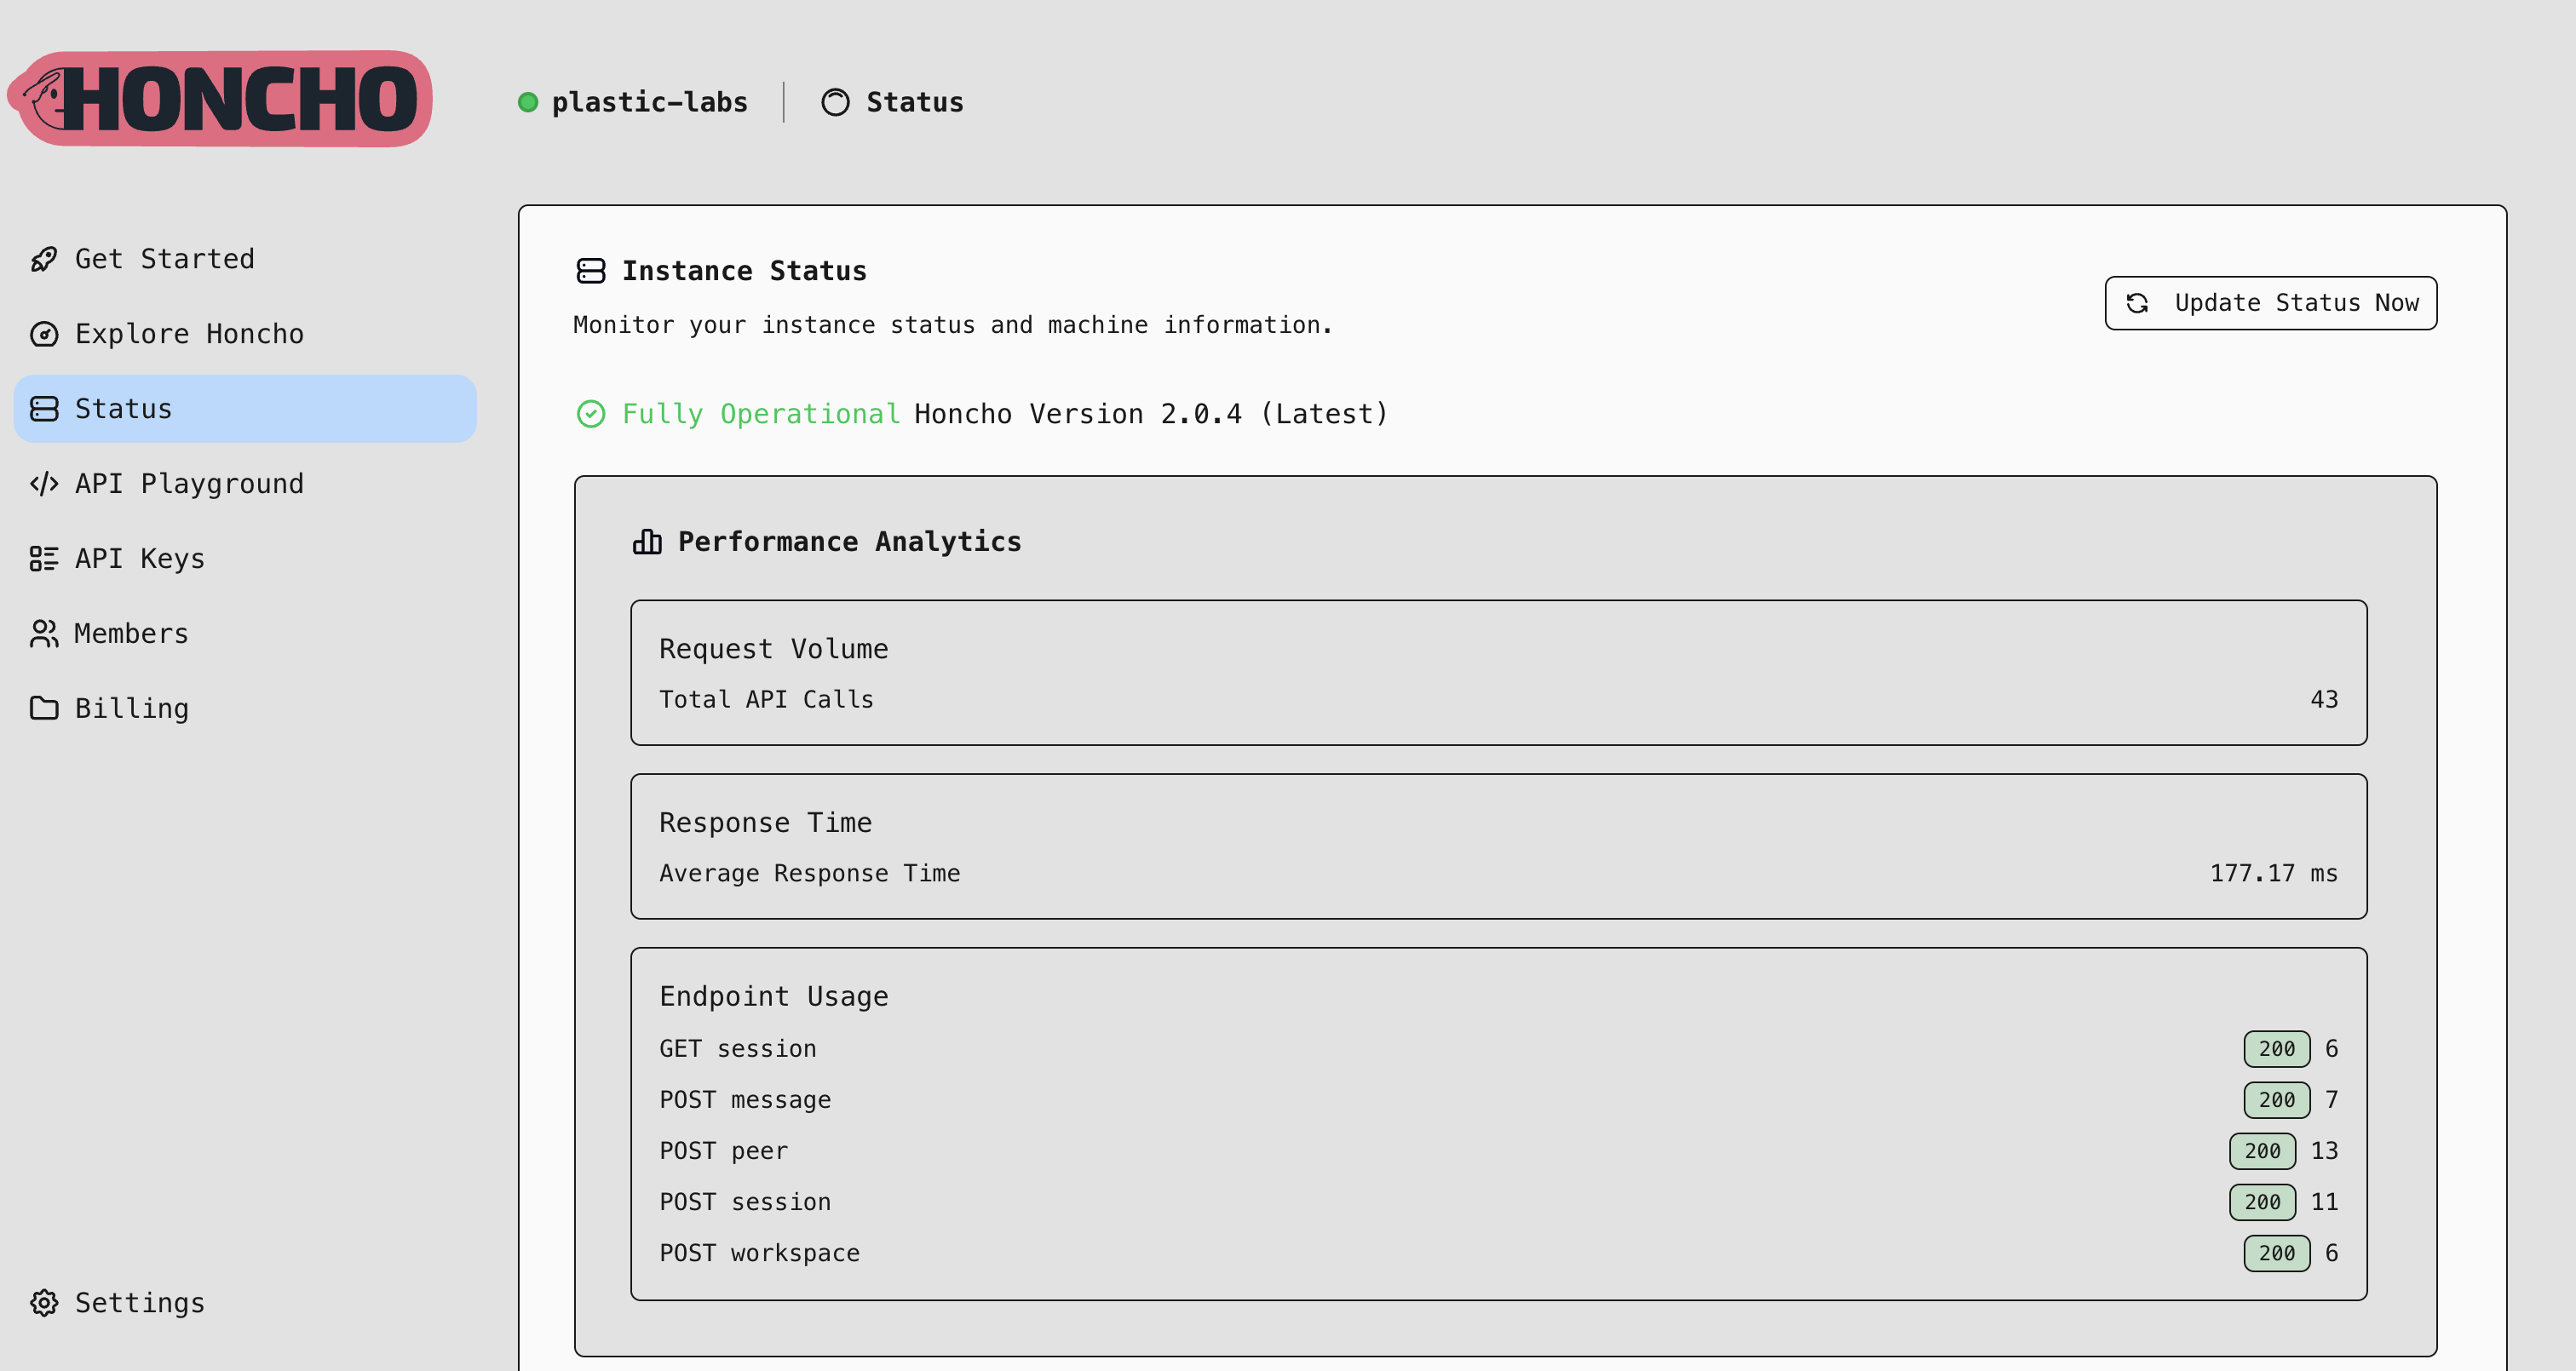 HONCHO
plastic-labs
Status
Get Started
Explore Honcho
Status
API Playground
API Keys
Members
Billing
Settings
Instance Status
Monitor your instance status and machine information.
Update Status Now
Fully Operational Honcho Version 2.0.4 (Latest)
Performance Analytics
Request Volume
Total API Calls 43
Response Time
Average Response Time 177.17 ms
Endpoint Usage
GET session 200 6
POST message 200 7
POST peer 200 13
POST session 200 11
POST workspace 200 6